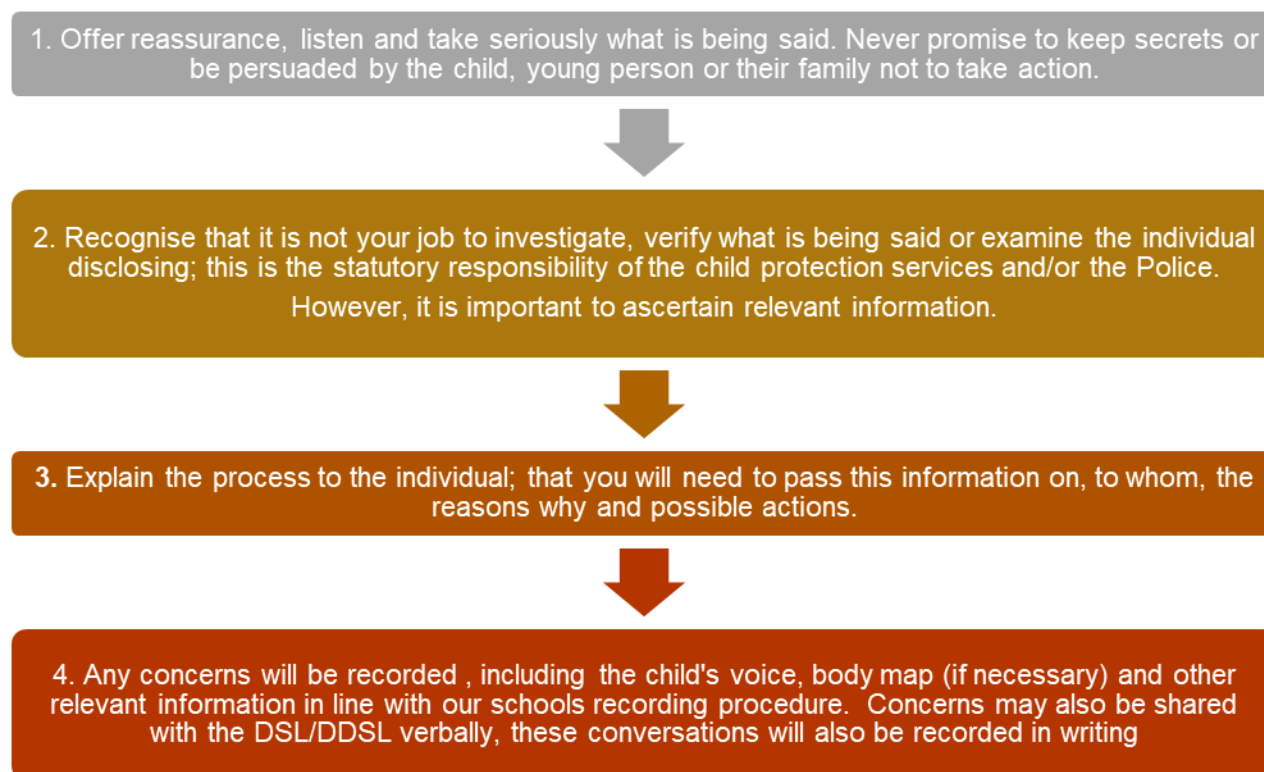 1. Offer reassurance, listen and take seriously what is being said. Never promise to keep secrets or
be persuaded by the child, young person or their family not to take action.
2. Recognise that it is not your job to investigate, verify what is being said or examine the individual
disclosing; this is the statutory responsibility of the child protection services and/or the Police.
However, it is important to ascertain relevant information.
3. Explain the process to the individual; that you will need to pass this information on, to whom, the
reasons why and possible actions.
4. Any concerns will be recorded , including the child's voice, body map (if necessary) and other
relevant information in line with our schools recording procedure. Concerns may also be shared
with the DSL/DDSL verbally, these conversations will also be recorded in writing